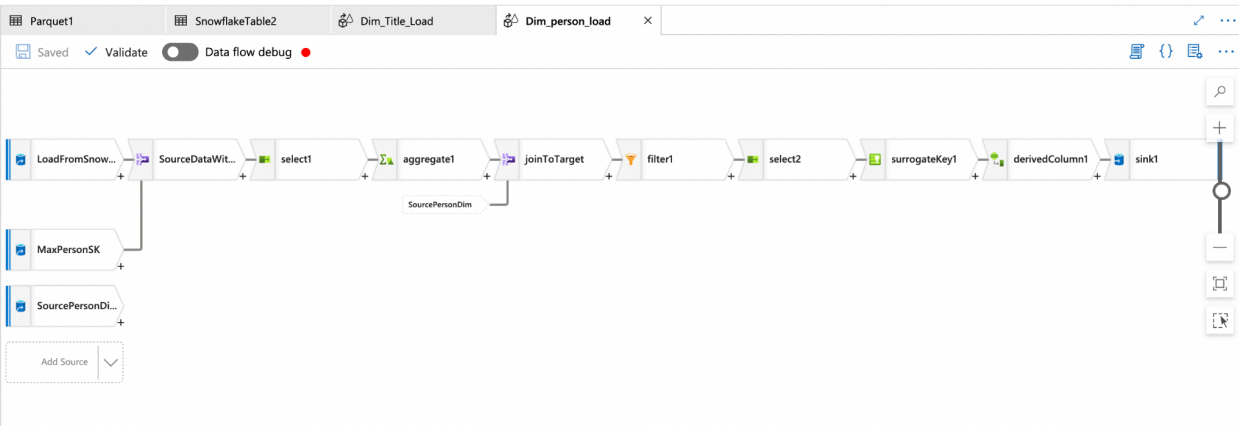 Parquet1 SnowflakeTable2 Dim_Title_Load Dim_person_load
Saved Validate Data flow debug
LoadFromSnow... SourceDataWit... select1 aggregate1 joinToTarget filter1 select2 surrogateKey1 derivedColumn1 sink1
SourcePersonDim
MaxPersonSK
SourcePersonDi...
Add Source